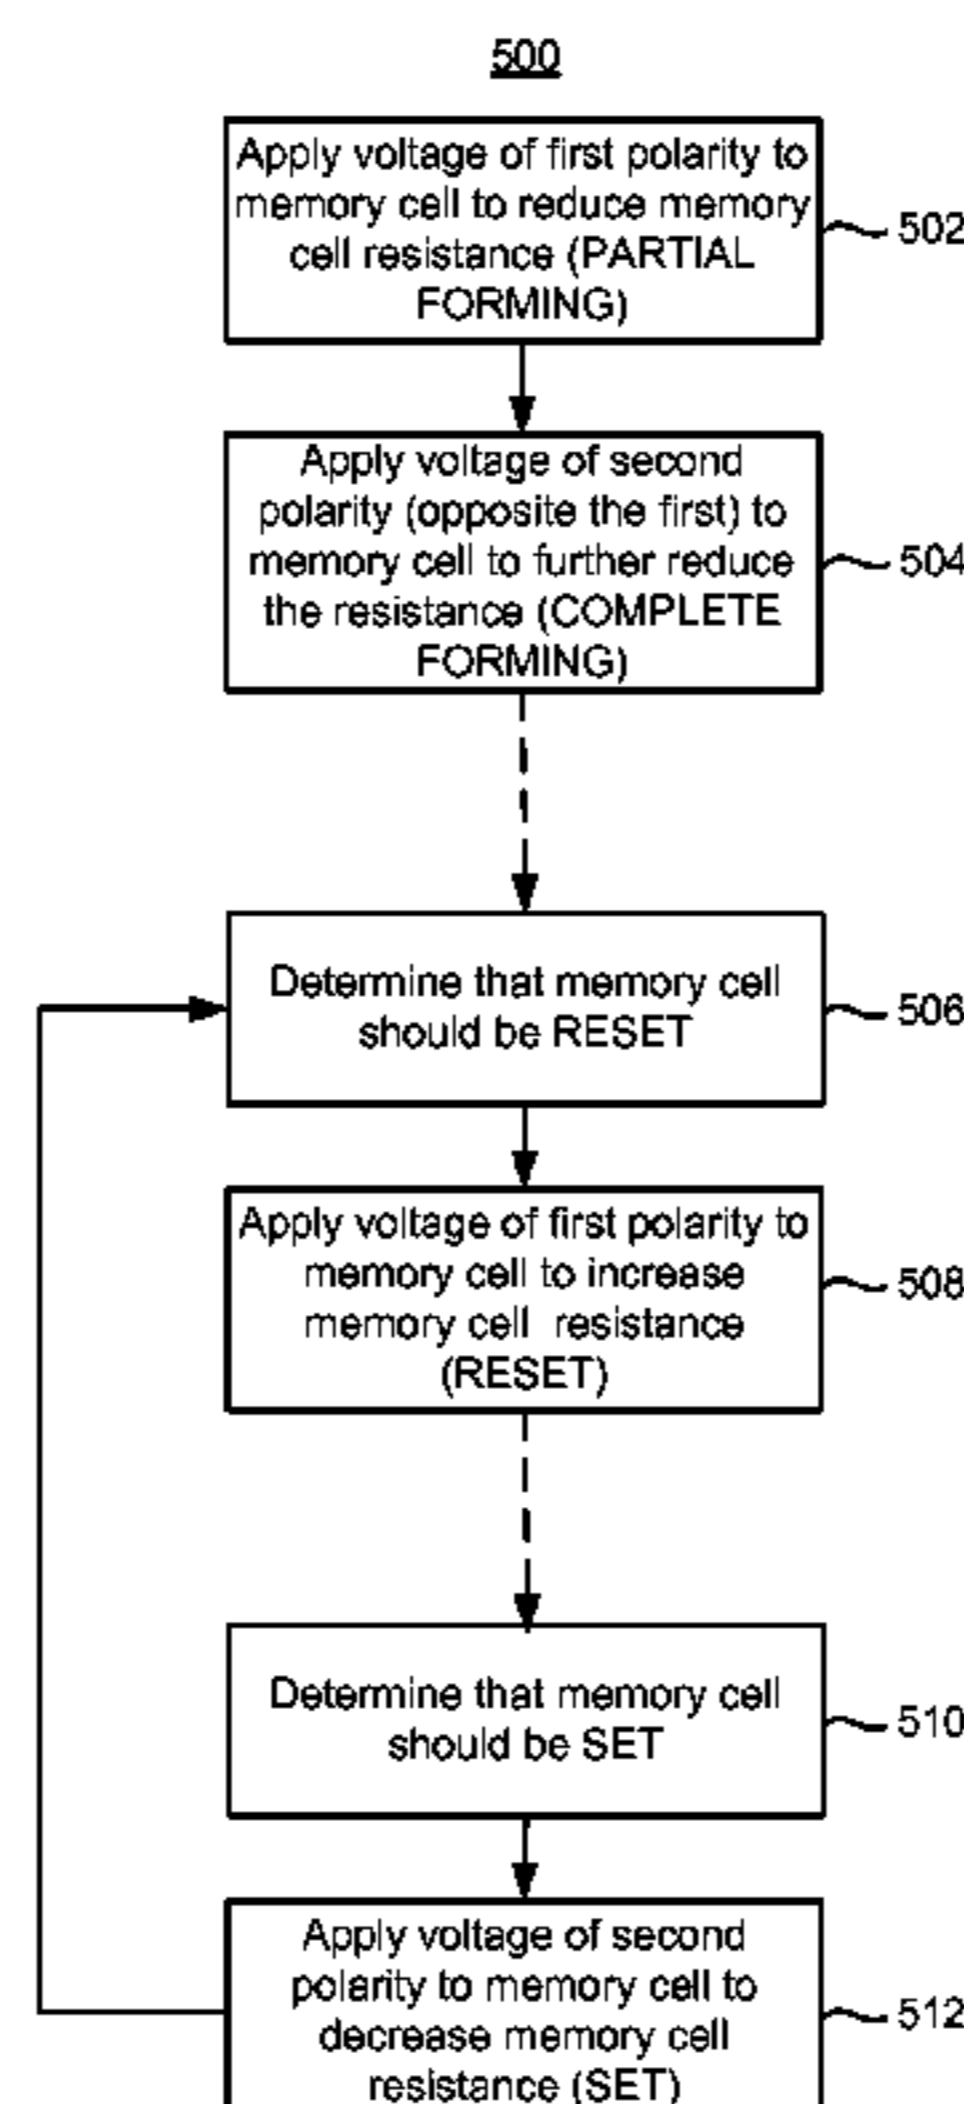 500
Apply voltage of first polarity to
memory cell to reduce memory
cell resistance (PARTIAL
FORMING)
502
Apply voltage of second
polarity (opposite the first) to
memory cell to further reduce
the resistance (COMPLETE
FORMING)
504
Determine that memory cell
should be RESET
506
Apply voltage of first polarity to
memory cell to increase
memory cell resistance
(RESET)
508
Determine that memory cell
should be SET
510
Apply voltage of second
polarity to memory cell to
decrease memory cell
resistance (SET)
512